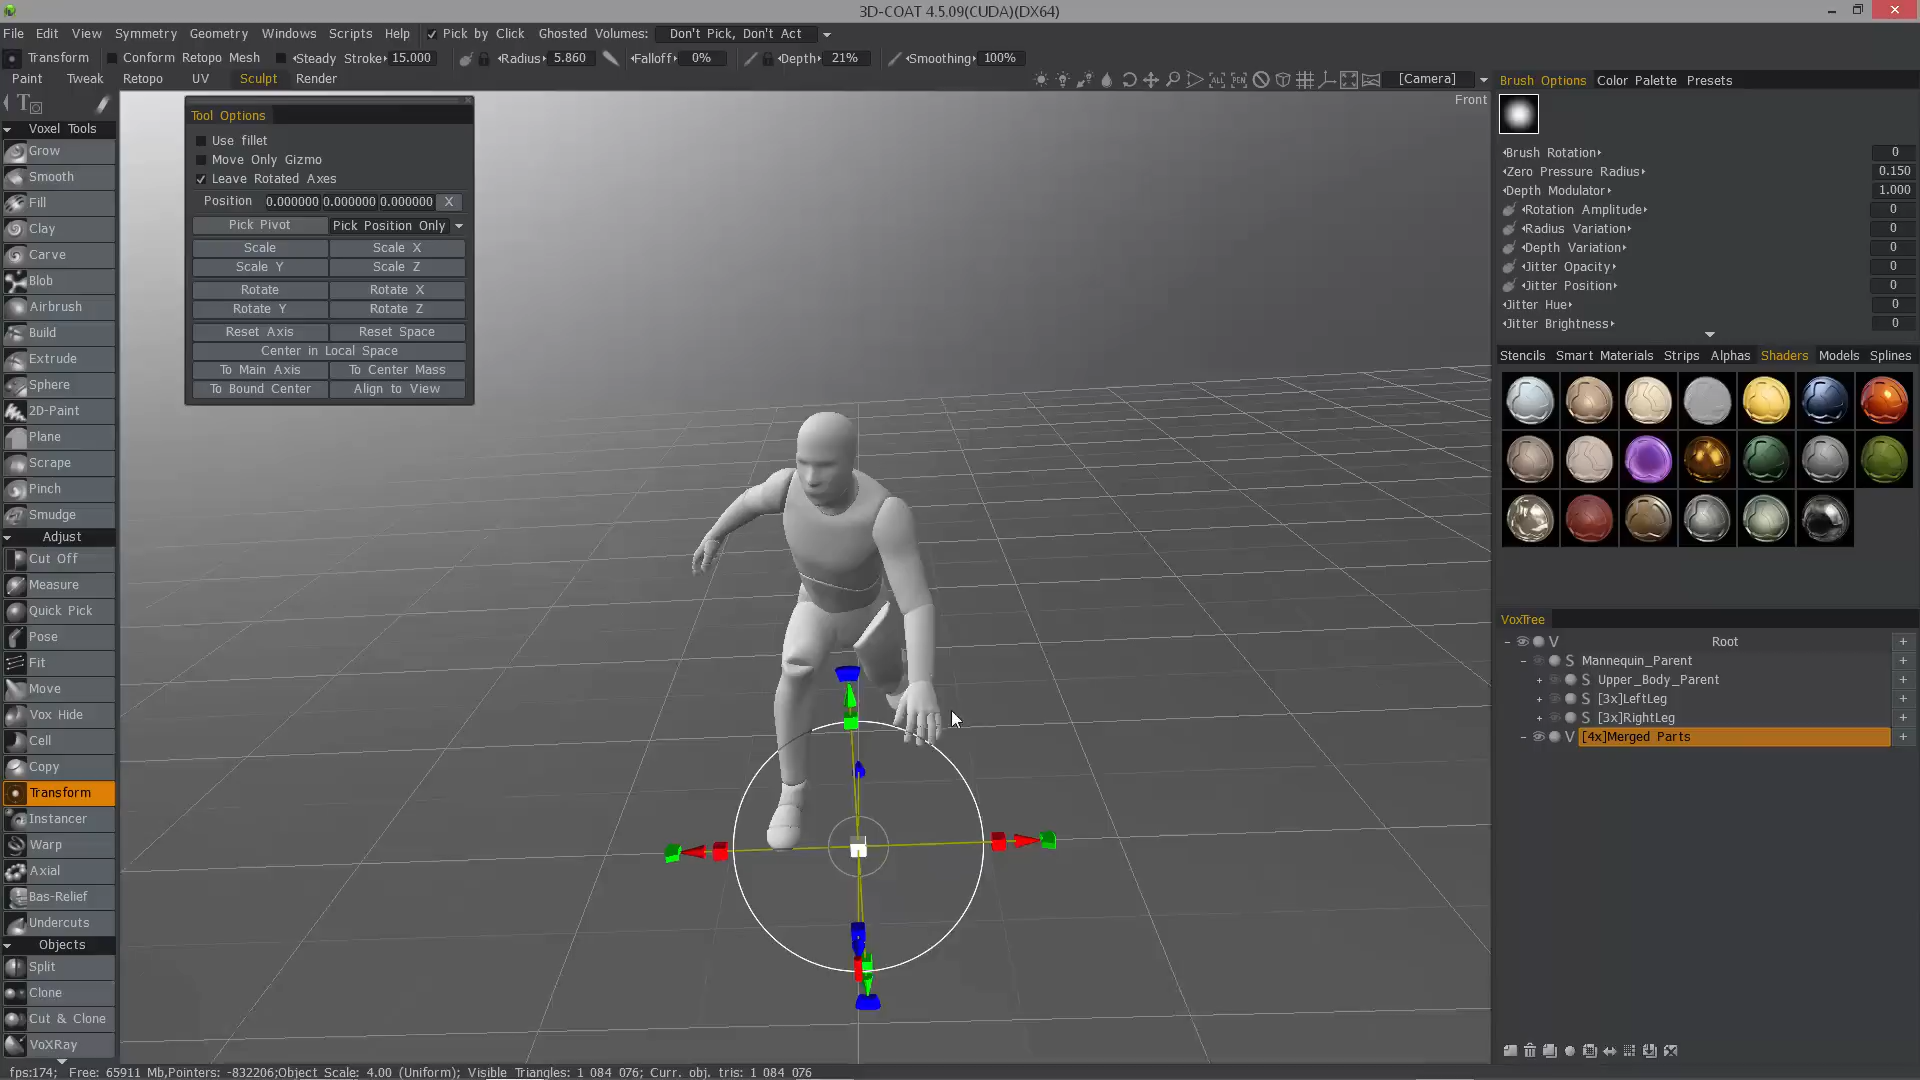 3D-COAT 4.5.09(CUDA)(DX64)
File Edit View Symmetry Geometry Windows Scripts Help Pick by Click Ghosted Volumes: Don't Pick, Don't Act
Transform Conform Retopo Mesh Steady Stroke 15.000 Radius 5.860 Falloff 0% Depth 21% Smoothing 100%
Paint Tweak Retopo UV Sculpt Render [Camera]
Front
Voxel Tools
Grow
Smooth
Fill
Clay
Carve
Blob
Airbrush
Build
Extrude
Sphere
2D-Paint
Plane
Scrape
Pinch
Smudge
Adjust
Cut Off
Measure
Quick Pick
Pose
Fit
Move
Vox Hide
Cell
Copy
Transform
Instancer
Warp
Axial
Bas-Relief
Undercuts
Objects
Split
Clone
Cut & Clone
VoXRay
Tool Options
Use fillet
Move Only Gizmo
Leave Rotated Axes
Position 0.000000 0.000000 0.000000 X
Pick Pivot Pick Position Only
Scale Scale X
Scale Y Scale Z
Rotate Rotate X
Rotate Y Rotate Z
Reset Axis Reset Space
Center in Local Space
To Main Axis To Center Mass
To Bound Center Align to View
Brush Options Color Palette Presets
Brush Rotation 0
Zero Pressure Radius 0.150
Depth Modulator 1.000
Rotation Amplitude 0
Radius Variation 0
Depth Variation 0
Jitter Opacity 0
Jitter Position 0
Jitter Hue 0
Jitter Brightness 0
Stencils Smart Materials Strips Alphas Shaders Models Splines
VoxTree
- V Root +
- S Mannequin_Parent +
+ S Upper_Body_Parent +
+ S [3x]LeftLeg +
+ S [3x]RightLeg +
- V [4x]Merged Parts +
fps:174; Free: 65911 Mb,Pointers: -832206;Object Scale: 4.00 (Uniform); Visible Triangles: 1 084 076; Curr. obj. tris: 1 084 076